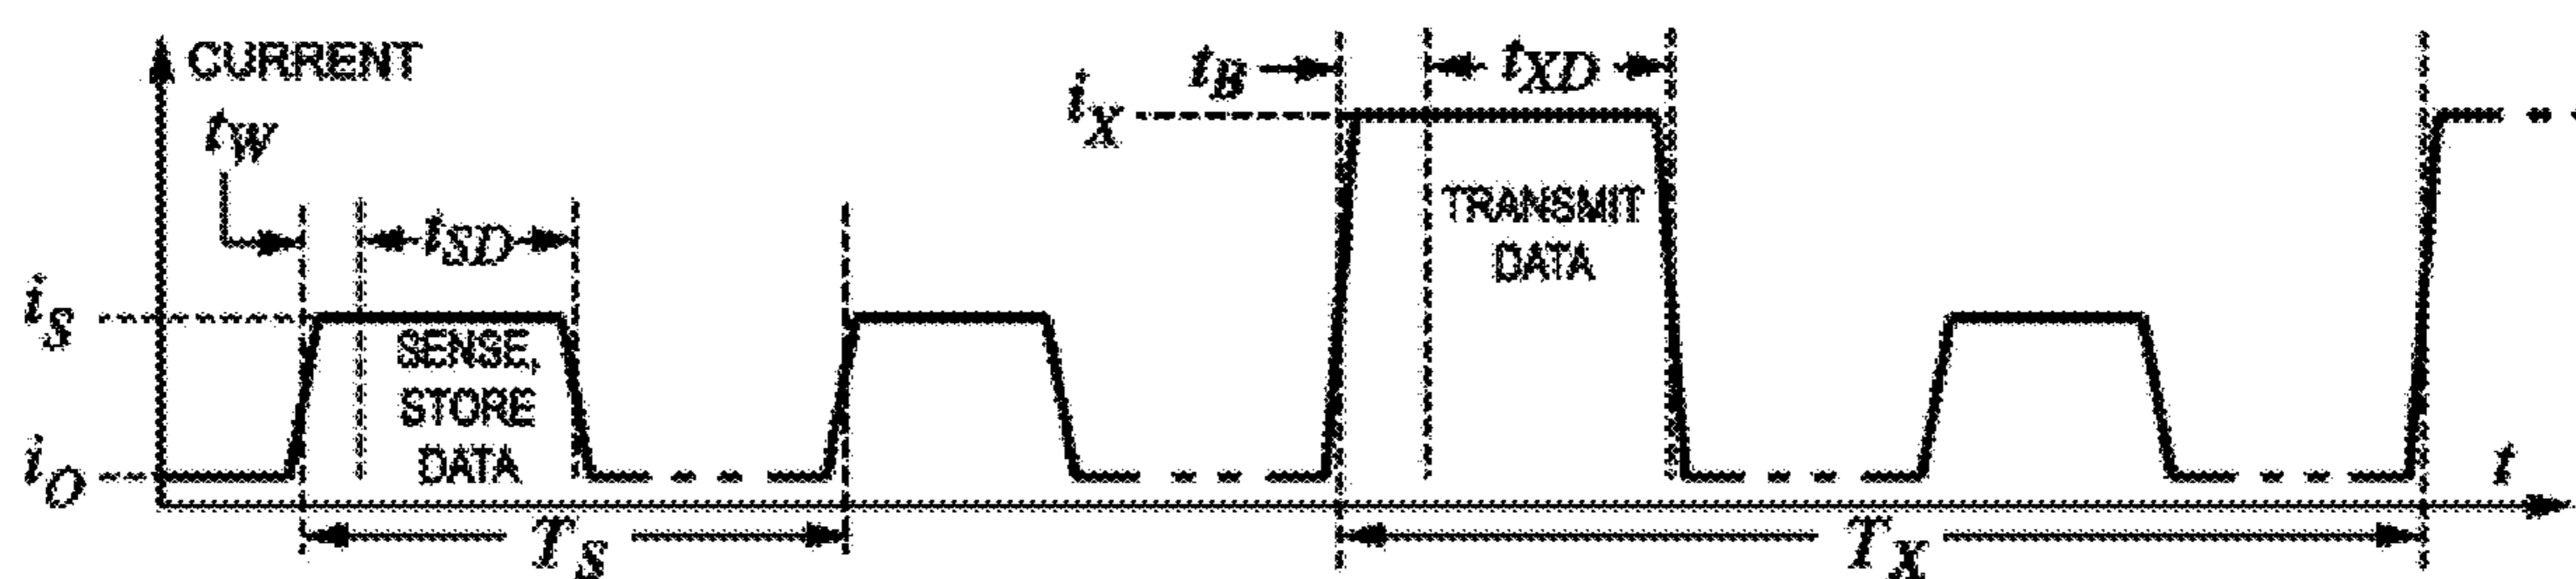 CURRENT
tW
tSD
iS
iO
SENSE,
STORE
DATA
TS
iX
tB
tXD
TRANSMIT
DATA
TX
t